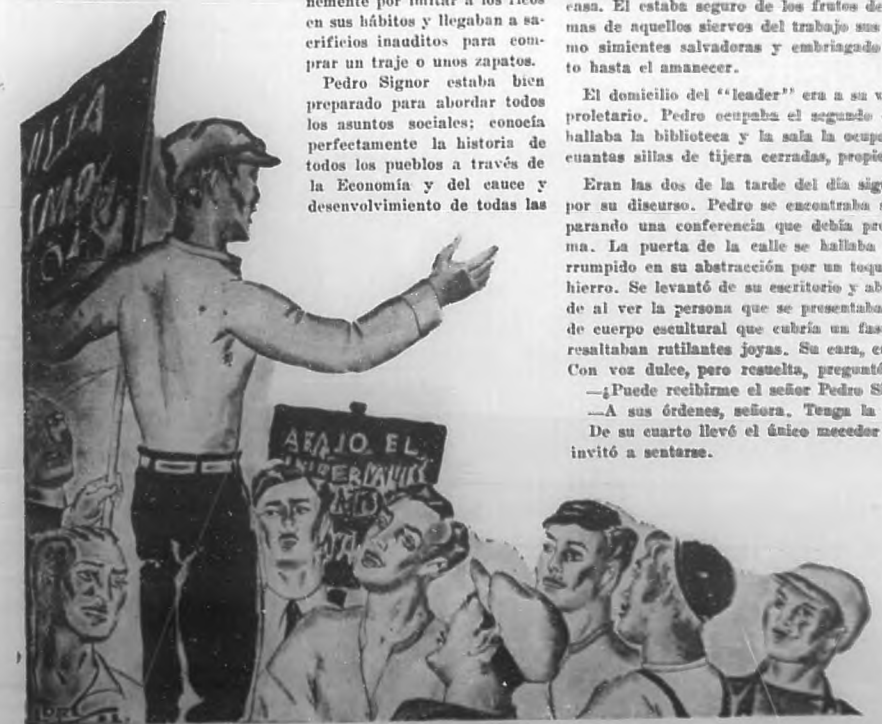 nemente por imitar a los ricos
en sus hábitos y llegaban a sa-
crificios inauditos para com-
prar un traje o unos zapatos.
Pedro Signor estaba bien
preparado para abordar todos
los asuntos sociales; conocía
perfectamente la historia de
todos los pueblos a través de
la Economía y del cauce y
desenvolvimiento de todas las
casa. El estaba seguro de los frutos de
mas de aquellos siervos del trabajo sus
mo simientes salvadoras y embriagado
to hasta el amanecer.
El domicilio del "leader" era a su v
proletario. Pedro ocupaba el segundo
hallaba la biblioteca y la sala la ocup
cuantas sillas de tijera cerradas, propie
Eran las dos de la tarde del día sig
por su discurso. Pedro se encontraba
parando una conferencia que debía pr
ma. La puerta de la calle se hallaba
rrumpido en su abstracción por un toqu
hierro. Se levantó de su escritorio y ab
de al ver la persona que se presentaba
de cuerpo escultural que cubría un fas
resaltaban rutilantes joyas. Su cara, e
Con voz dulce, pero resuelta, preguntó
—¿Puede recibirme el señor Pedro S
—A sus órdenes, señora. Tenga la
De su cuarto llevó el único mecedor
invitó a sentarse.
ABAJO EL